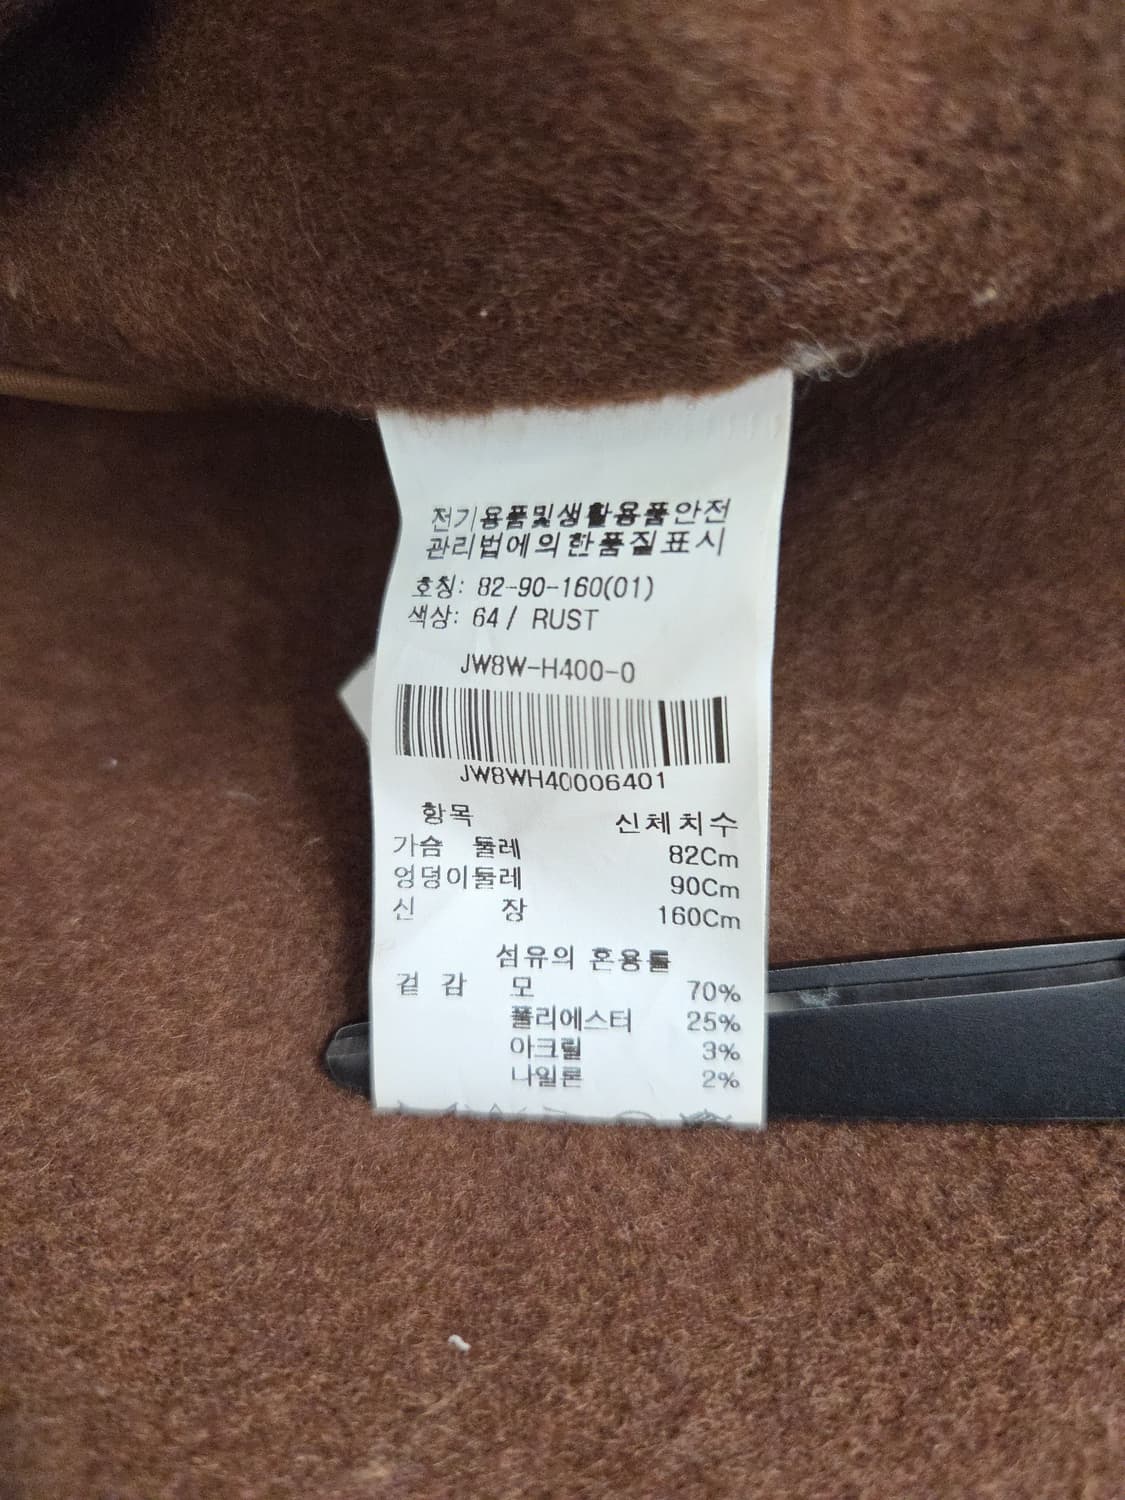 전기용품및생활용품안전
관리법에의한품질표시
호칭: 82-90-160(01)
색상: 64 / RUST
JW8W-H400-0
JW8WH40006401
항목 신체치수
가슴 둘레 82Cm
엉덩이둘레 90Cm
신 장 160Cm
섬유의 혼용률
겉 감 모 70%
폴리에스터 25%
아크릴 3%
나일론 2%